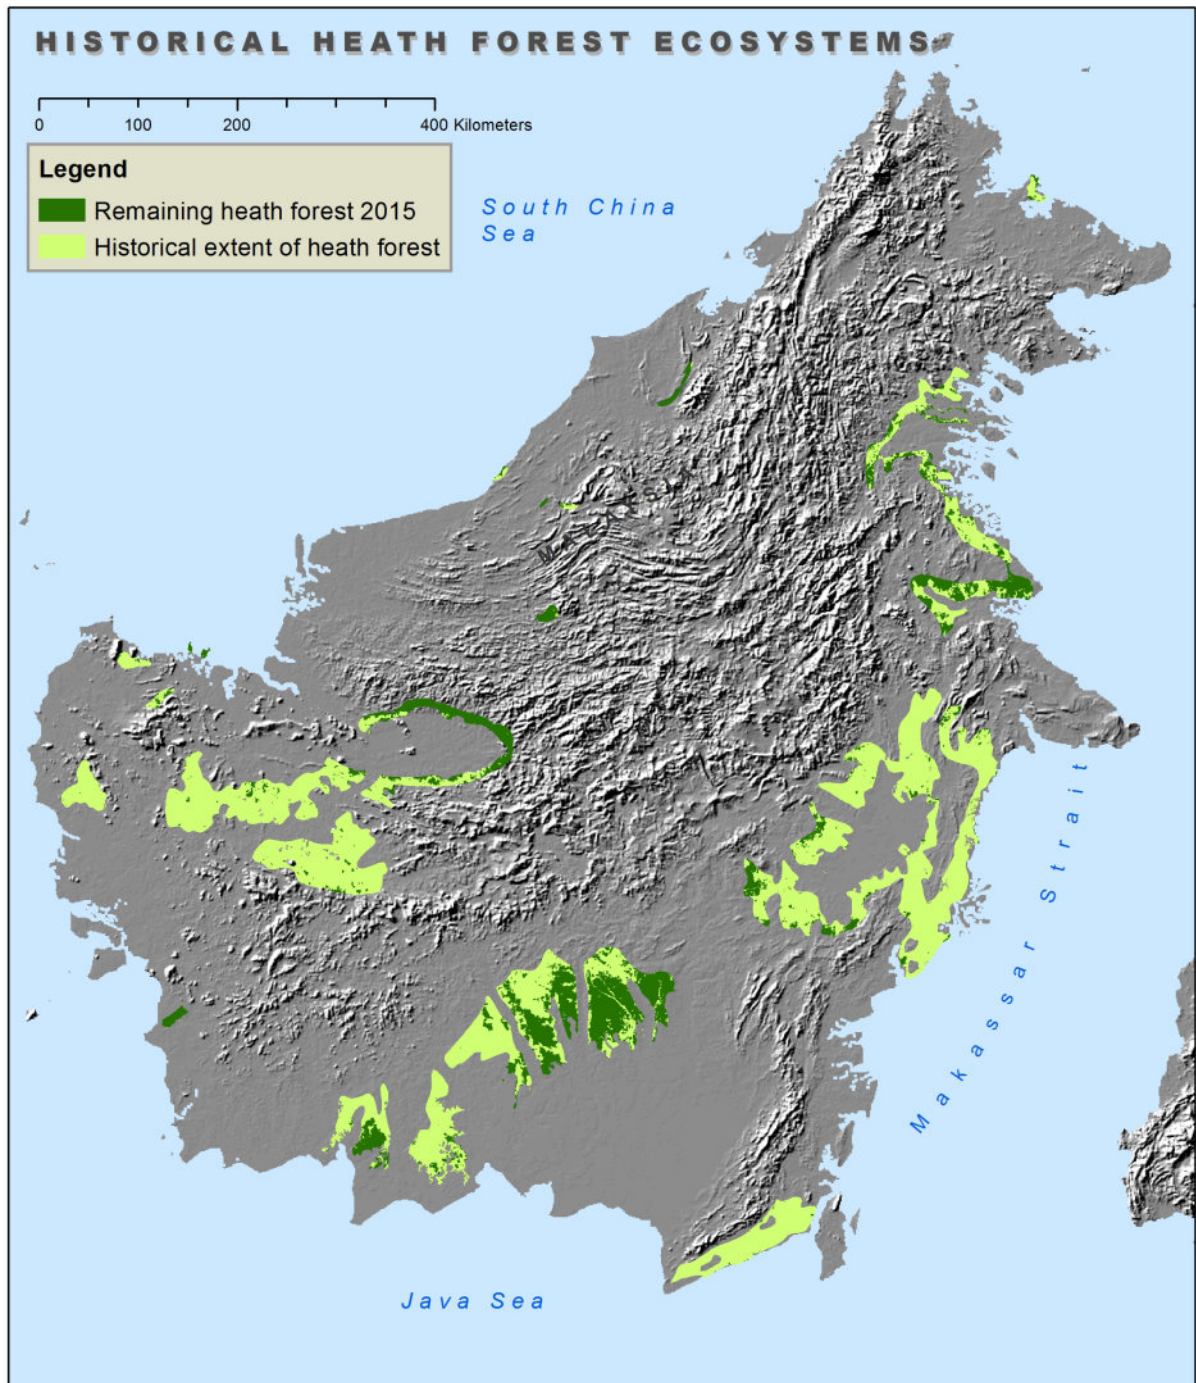 HISTORICAL HEATH FOREST ECOSYSTEMS
0 100 200 400 Kilometers
Legend
Remaining heath forest 2015
Historical extent of heath forest
South China
Sea
MALAYSIA
Makassar Strait
Java Sea